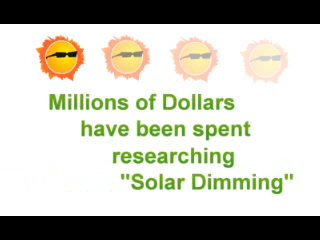 Millions of Dollars
have been spent
researching
"Solar Dimming"